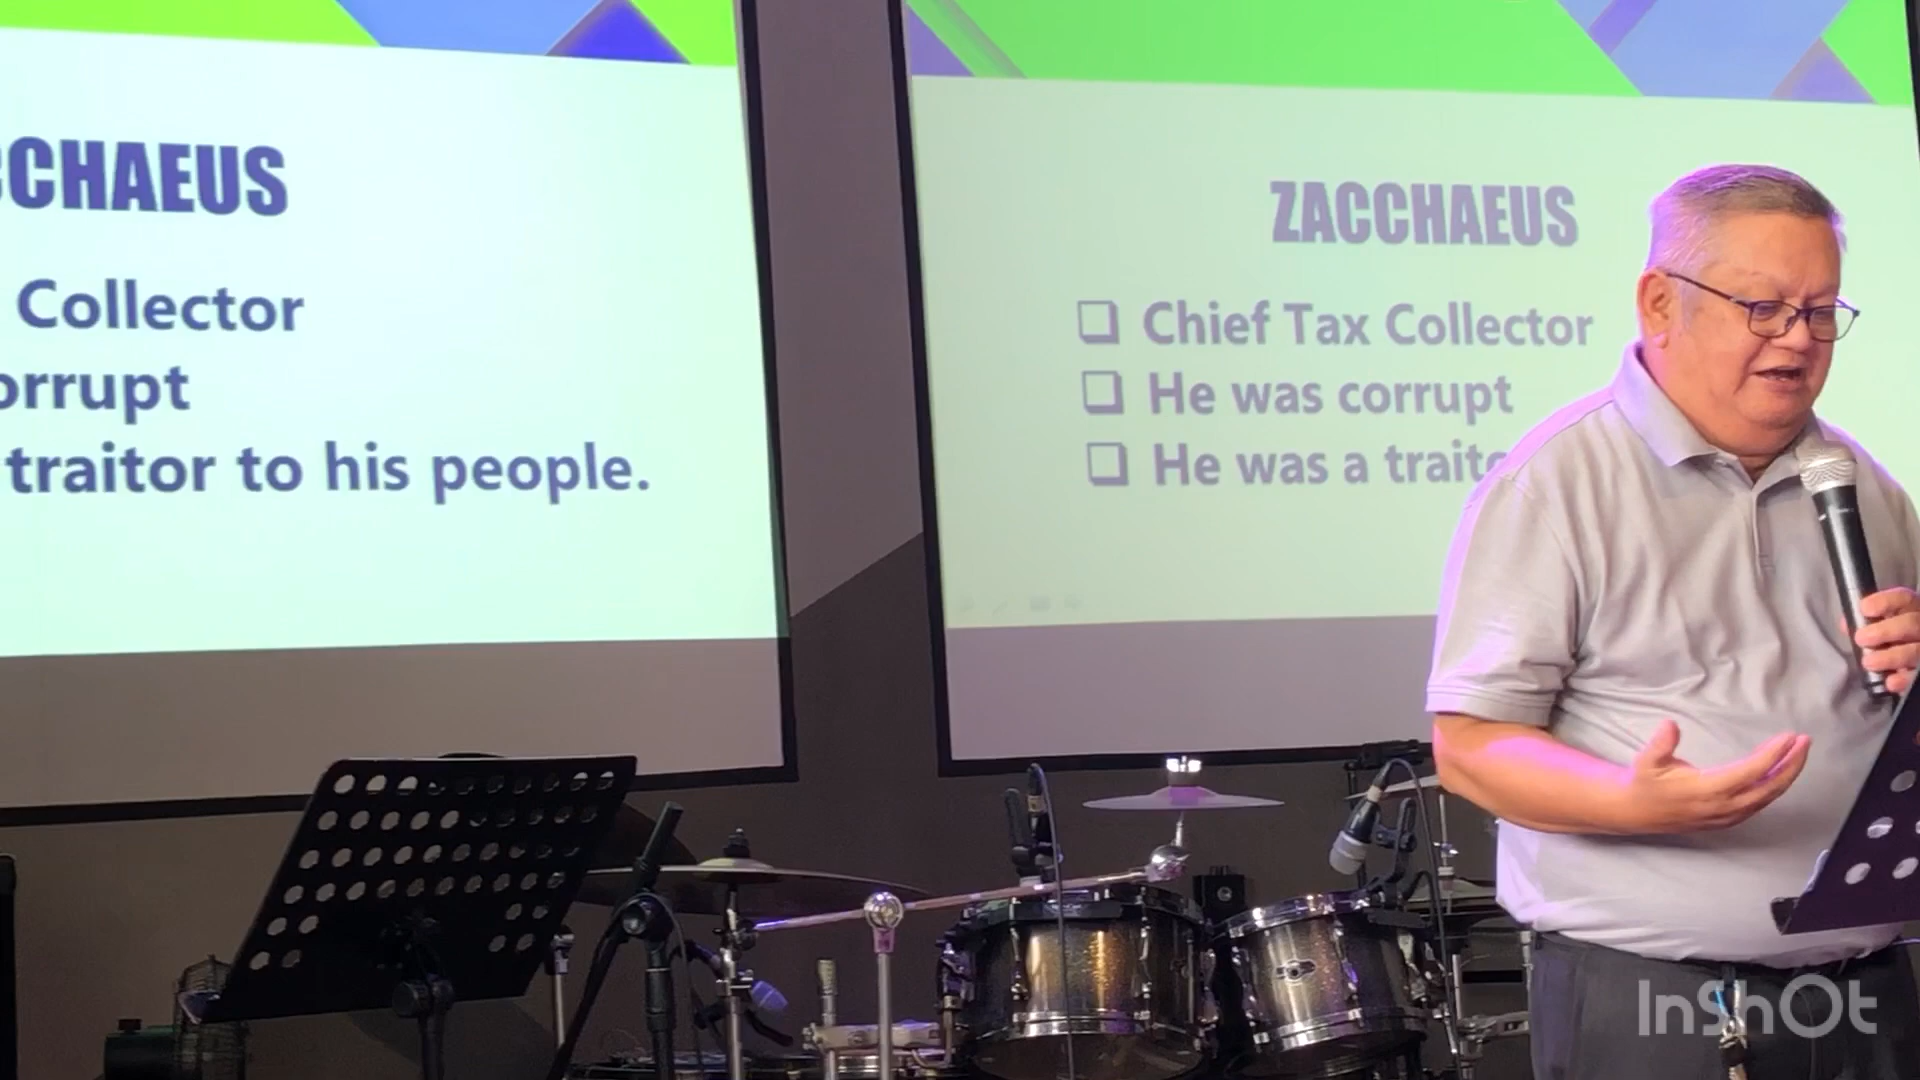 CCHAEUS
Collector
orrupt
traitor to his people.
ZACCHAEUS
Chief Tax Collector
He was corrupt
He was a traito
InShOt